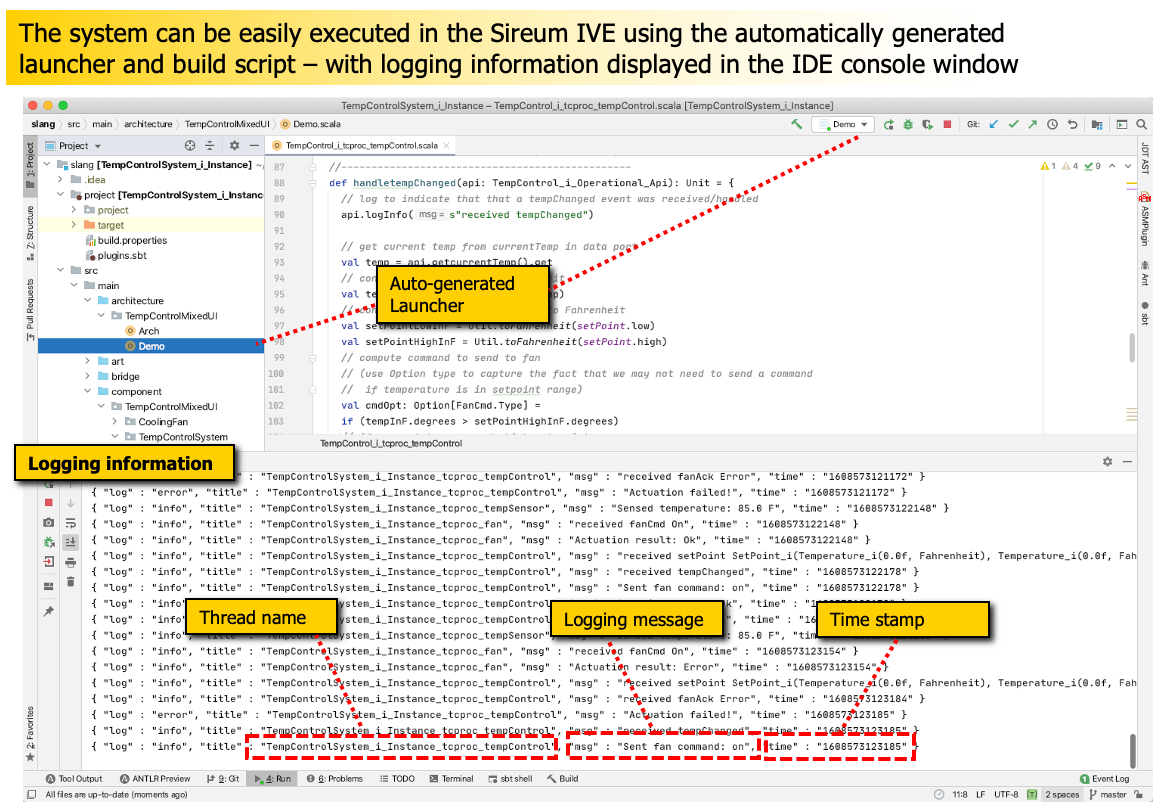 The system can be easily executed in the Sireum IVE using the automatically generated
launcher and build script – with logging information displayed in the IDE console window
TempControlSystem_i_Instance – TempControl_i_tcproc_tempControl.scala [TempControlSystem_i_Instance]
slang src main architecture TempControlMixedUI Demo.scala Demo Git:
1: Project
Project
TempControl_i_tcproc_tempControl.scala
slang [TempControlSystem_i_Instance] ~/
.idea
project [TempControlSystem_i_Instance
project
target
build.properties
plugins.sbt
src
main
architecture
TempControlMixedUI
Arch
Demo
art
bridge
component
TempControlMixedUI
CoolingFan
TempControlSystem
Z: Structure
Pull Requests
87 //--------------------------------------------------
88 def handletempChanged(api: TempControl_i_Operational_Api): Unit = {
89 // log to indicate that that a tempChanged event was received/handled
90 api.logInfo( msg = s"received tempChanged")
91
92 // get current temp from currentTemp in data port
93 val temp = api.getcurrentTemp().get
94
95
96 Fahrenheit
97 val setPointLowInF = Util.toFahrenheit(setPoint.low)
98 val setPointHighInF = Util.toFahrenheit(setPoint.high)
99 // compute command to send to fan
100 // (use Option type to capture the fact that we may not need to send a command
101 // if temperature is in setpoint range)
102 val cmdOpt: Option[FanCmd.Type] =
103 if (tempInF.degrees > setPointHighInF.degrees)
1 4 9
JDT AST
ASMPlugin
Ant
sbt
Auto-generated
Launcher
TempControl_i_tcproc_tempControl
Logging information
"TempControlSystem_i_Instance_tcproc_tempControl", "msg" : "received fanAck Error", "time" : "1608573121172" }
{ "log" : "error", "title" : "TempControlSystem_i_Instance_tcproc_tempControl", "msg" : "Actuation failed!", "time" : "1608573121172" }
{ "log" : "info", "title" : "TempControlSystem_i_Instance_tcproc_tempSensor", "msg" : "Sensed temperature: 85.0 F", "time" : "1608573122148" }
{ "log" : "info", "title" : "TempControlSystem_i_Instance_tcproc_fan", "msg" : "received fanCmd On", "time" : "1608573122148" }
{ "log" : "info", "title" : "TempControlSystem_i_Instance_tcproc_fan", "msg" : "Actuation result: Ok", "time" : "1608573122148" }
{ "log" : "info", "title" : "TempControlSystem_i_Instance_tcproc_tempControl", "msg" : "received setPoint SetPoint_i(Temperature_i(0.0f, Fahrenheit), Temperature_i(0.0f, Fah
{ "log" : "info", "title" : "TempControlSystem_i_Instance_tcproc_tempControl", "msg" : "received tempChanged", "time" : "1608573122178" }
{ "log" : "info", "title" : "TempControlSystem_i_Instance_tcproc_tempControl", "msg" : "Sent fan command: on", "time" : "1608573122178" }
{ "log" : "info",
{ "log" : "info",
{ "log" : "info", "title" : "TempControlSystem_i_Instance_tcproc_tempSensor", 85.0 F",
Thread name
Logging message
Time stamp
{ "log" : "info", "title" : "TempControlSystem_i_Instance_tcproc_fan", "msg" : "received fanCmd On", "time" : "1608573123154" }
{ "log" : "info", "title" : "TempControlSystem_i_Instance_tcproc_fan", "msg" : "Actuation result: Error", "time" : "1608573123154" }
{ "log" : "info", "title" : "TempControlSystem_i_Instance_tcproc_tempControl", "msg" : "received setPoint SetPoint_i(Temperature_i(0.0f, Fahrenheit), Temperature_i(0.0f, Fah
{ "log" : "info", "title" : "TempControlSystem_i_Instance_tcproc_tempControl", "msg" : "received fanAck Error", "time" : "1608573123184" }
{ "log" : "error", "title" : "TempControlSystem_i_Instance_tcproc_tempControl", "msg" : "Actuation failed!", "time" : "1608573123185" }
{ "log" : "info", "title" : "TempControlSystem_i_Instance_tcproc_tempControl", "msg" : "received tempChanged", "time" : "1608573123185" }
{ "log" : "info", "title" : "TempControlSystem_i_Instance_tcproc_tempControl", "msg" : "Sent fan command: on", "time" : "1608573123185" }
2: Favorites
Tool Output ANTLR Preview 9: Git 4: Run 6: Problems TODO Terminal sbt shell Build 1 Event Log
All files are up-to-date (moments ago) 11:8 LF UTF-8 2 spaces master